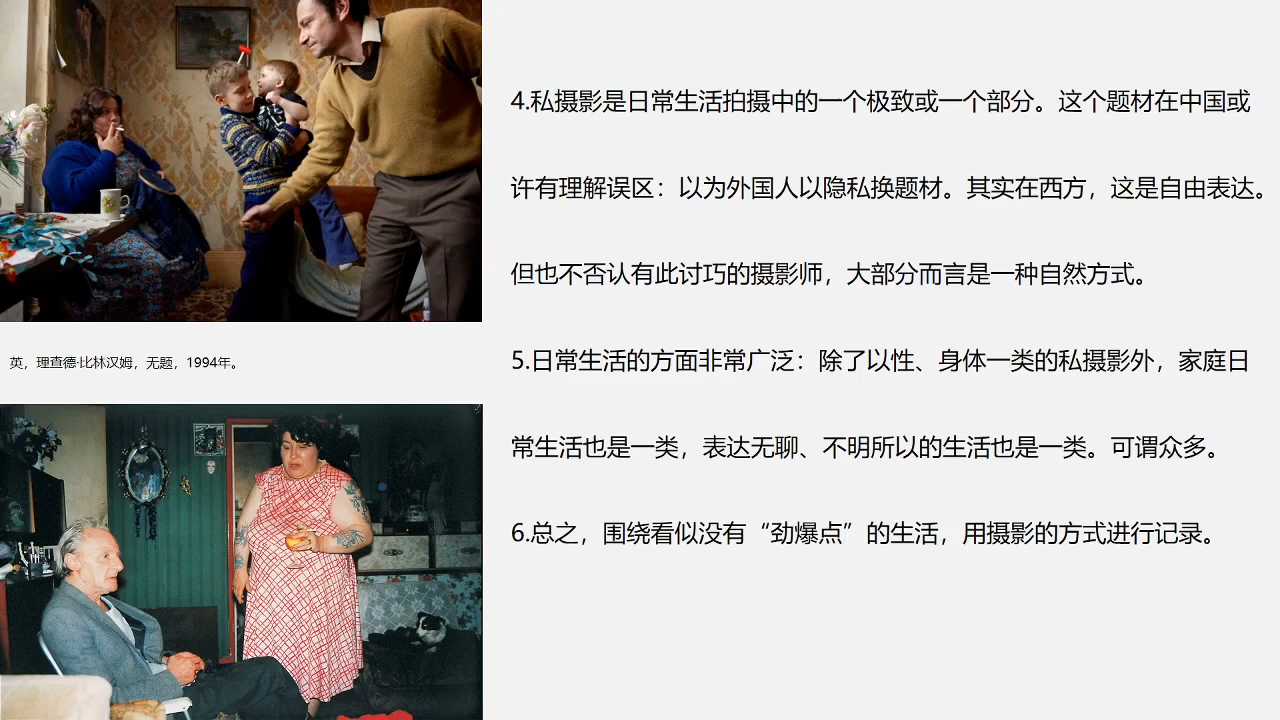 4.私摄影是日常生活拍摄中的一个极致或一个部分。这个题材在中国或
许有理解误区：以为外国人以隐私换题材。其实在西方，这是自由表达。
但也不否认有此讨巧的摄影师，大部分而言是一种自然方式。
英，理查德·比林汉姆，无题，1994年。
5.日常生活的方面非常广泛：除了以性、身体一类的私摄影外，家庭日
常生活也是一类，表达无聊、不明所以的生活也是一类。可谓众多。
6.总之，围绕看似没有“劲爆点”的生活，用摄影的方式进行记录。